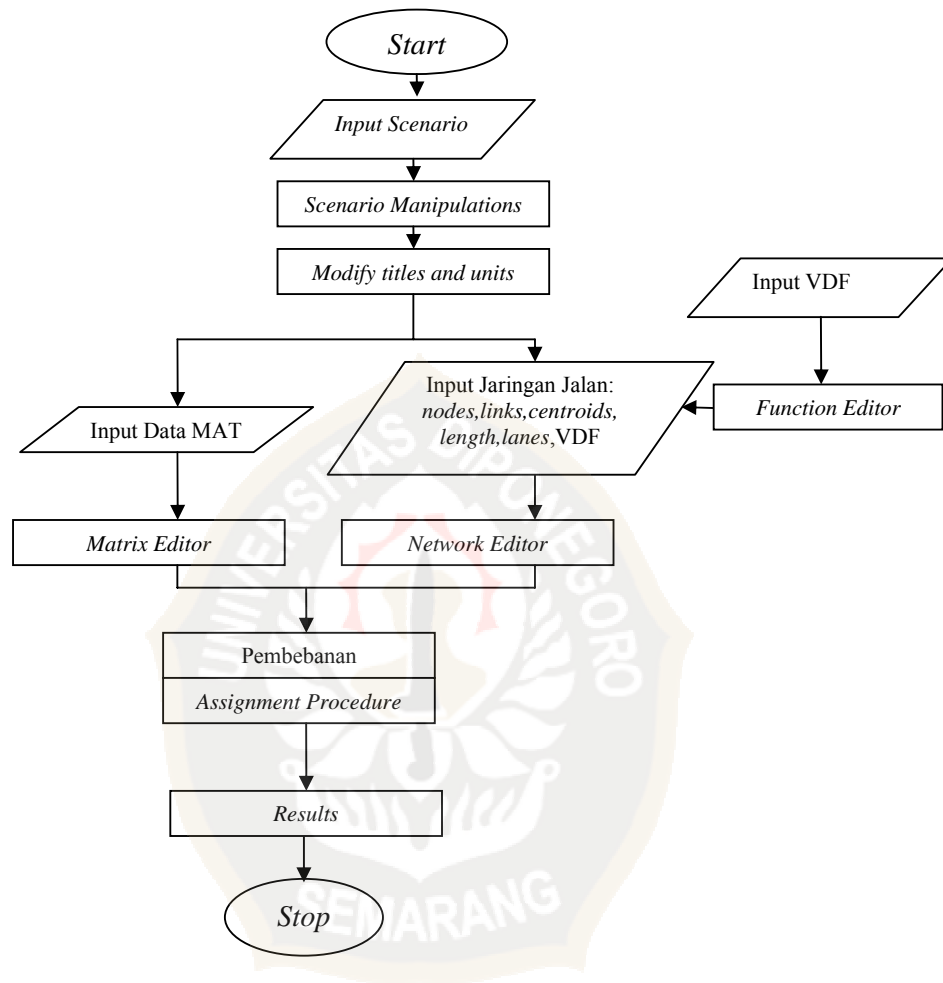 Start
Input Scenario
Scenario Manipulations
Modify titles and units
Input VDF
Input Jaringan Jalan:
nodes,links,centroids,
length,lanes,VDF
Function Editor
Input Data MAT
Matrix Editor
Network Editor
Pembebanan
Assignment Procedure
Results
Stop
UNIVERSITAS DIPONEGORO
SEMARANG